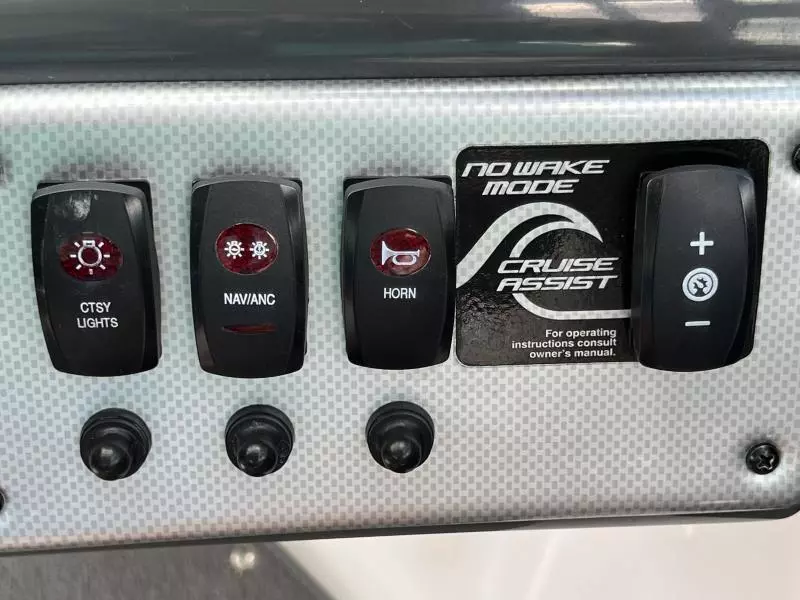 CTSY
LIGHTS
NAV/ANC
HORN
NO WAKE
MODE
CRUISE
ASSIST
For operating
instructions consult
owner's manual.
+
−